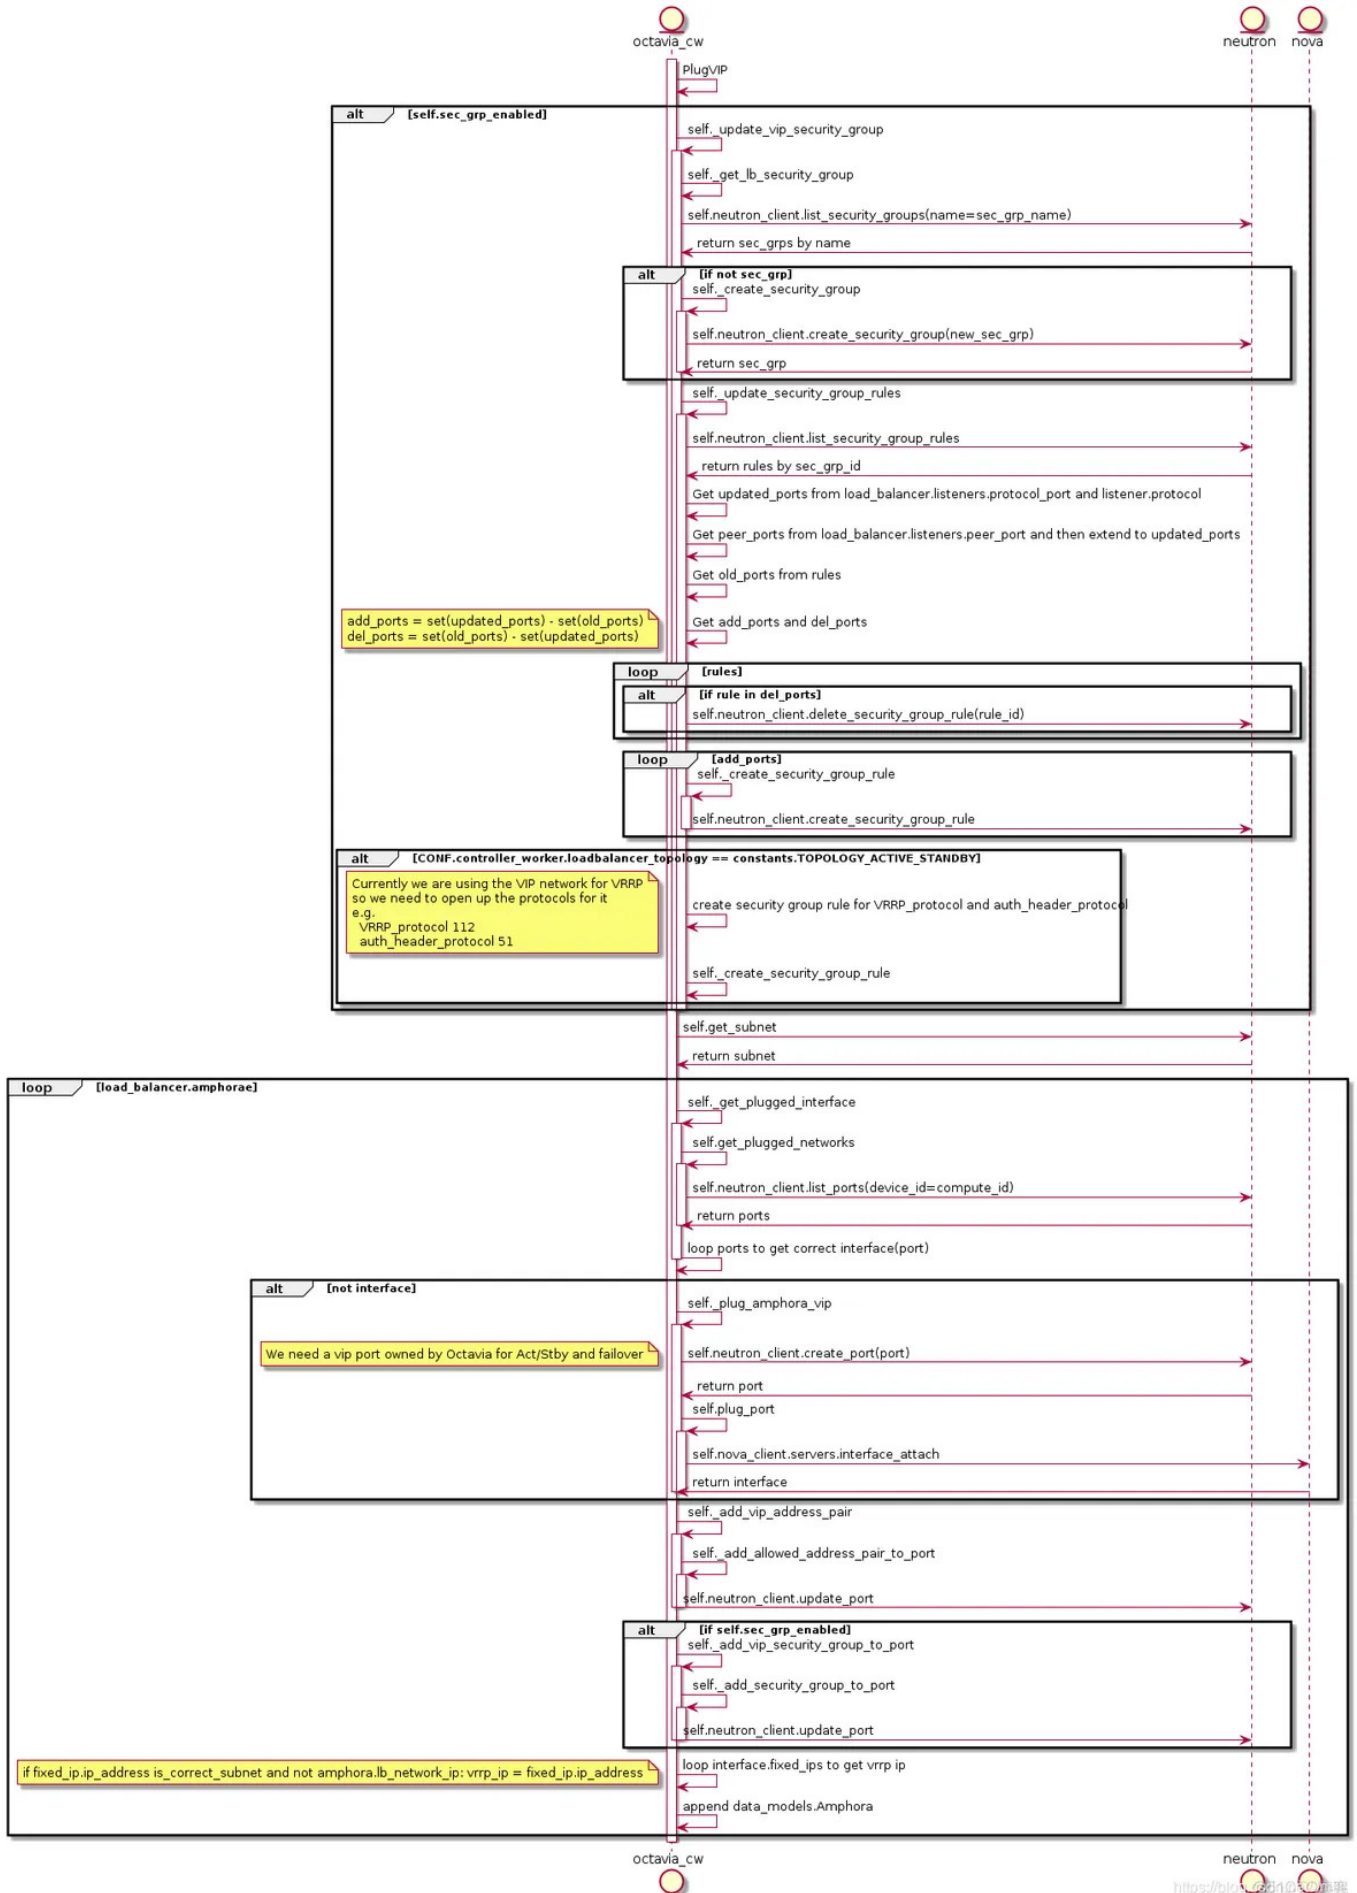 octavia_cw
neutron
nova
PlugVIP
alt
[self.sec_grp_enabled]
self._update_vip_security_group
self._get_lb_security_group
self.neutron_client.list_security_groups(name=sec_grp_name)
return sec_grps by name
alt
[if not sec_grp]
self._create_security_group
self.neutron_client.create_security_group(new_sec_grp)
return sec_grp
self._update_security_group_rules
self.neutron_client.list_security_group_rules
return rules by sec_grp_id
Get updated_ports from load_balancer.listeners.protocol_port and listener.protocol
Get peer_ports from load_balancer.listeners.peer_port and then extend to updated_ports
Get old_ports from rules
add_ports = set(updated_ports) - set(old_ports)
del_ports = set(old_ports) - set(updated_ports)
Get add_ports and del_ports
loop
[rules]
alt
[if rule in del_ports]
self.neutron_client.delete_security_group_rule(rule_id)
loop
[add_ports]
self._create_security_group_rule
self.neutron_client.create_security_group_rule
alt
[CONF.controller_worker.loadbalancer_topology == constants.TOPOLOGY_ACTIVE_STANDBY]
Currently we are using the VIP network for VRRP
so we need to open up the protocols for it
e.g.
VRRP_protocol 112
auth_header_protocol 51
create security group rule for VRRP_protocol and auth_header_protocol
self._create_security_group_rule
self.get_subnet
return subnet
loop
[load_balancer.amphorae]
self._get_plugged_interface
self.get_plugged_networks
self.neutron_client.list_ports(device_id=compute_id)
return ports
loop ports to get correct interface(port)
alt
[not interface]
self._plug_amphora_vip
We need a vip port owned by Octavia for Act/Stby and failover
self.neutron_client.create_port(port)
return port
self.plug_port
self.nova_client.servers.interface_attach
return interface
self._add_vip_address_pair
self._add_allowed_address_pair_to_port
self.neutron_client.update_port
alt
[if self.sec_grp_enabled]
self._add_vip_security_group_to_port
self._add_security_group_to_port
self.neutron_client.update_port
if fixed_ip.ip_address is_correct_subnet and not amphora.lb_network_ip: vrrp_ip = fixed_ip.ip_address
loop interface.fixed_ips to get vrrp ip
append data_models.Amphora
octavia_cw
neutron
nova